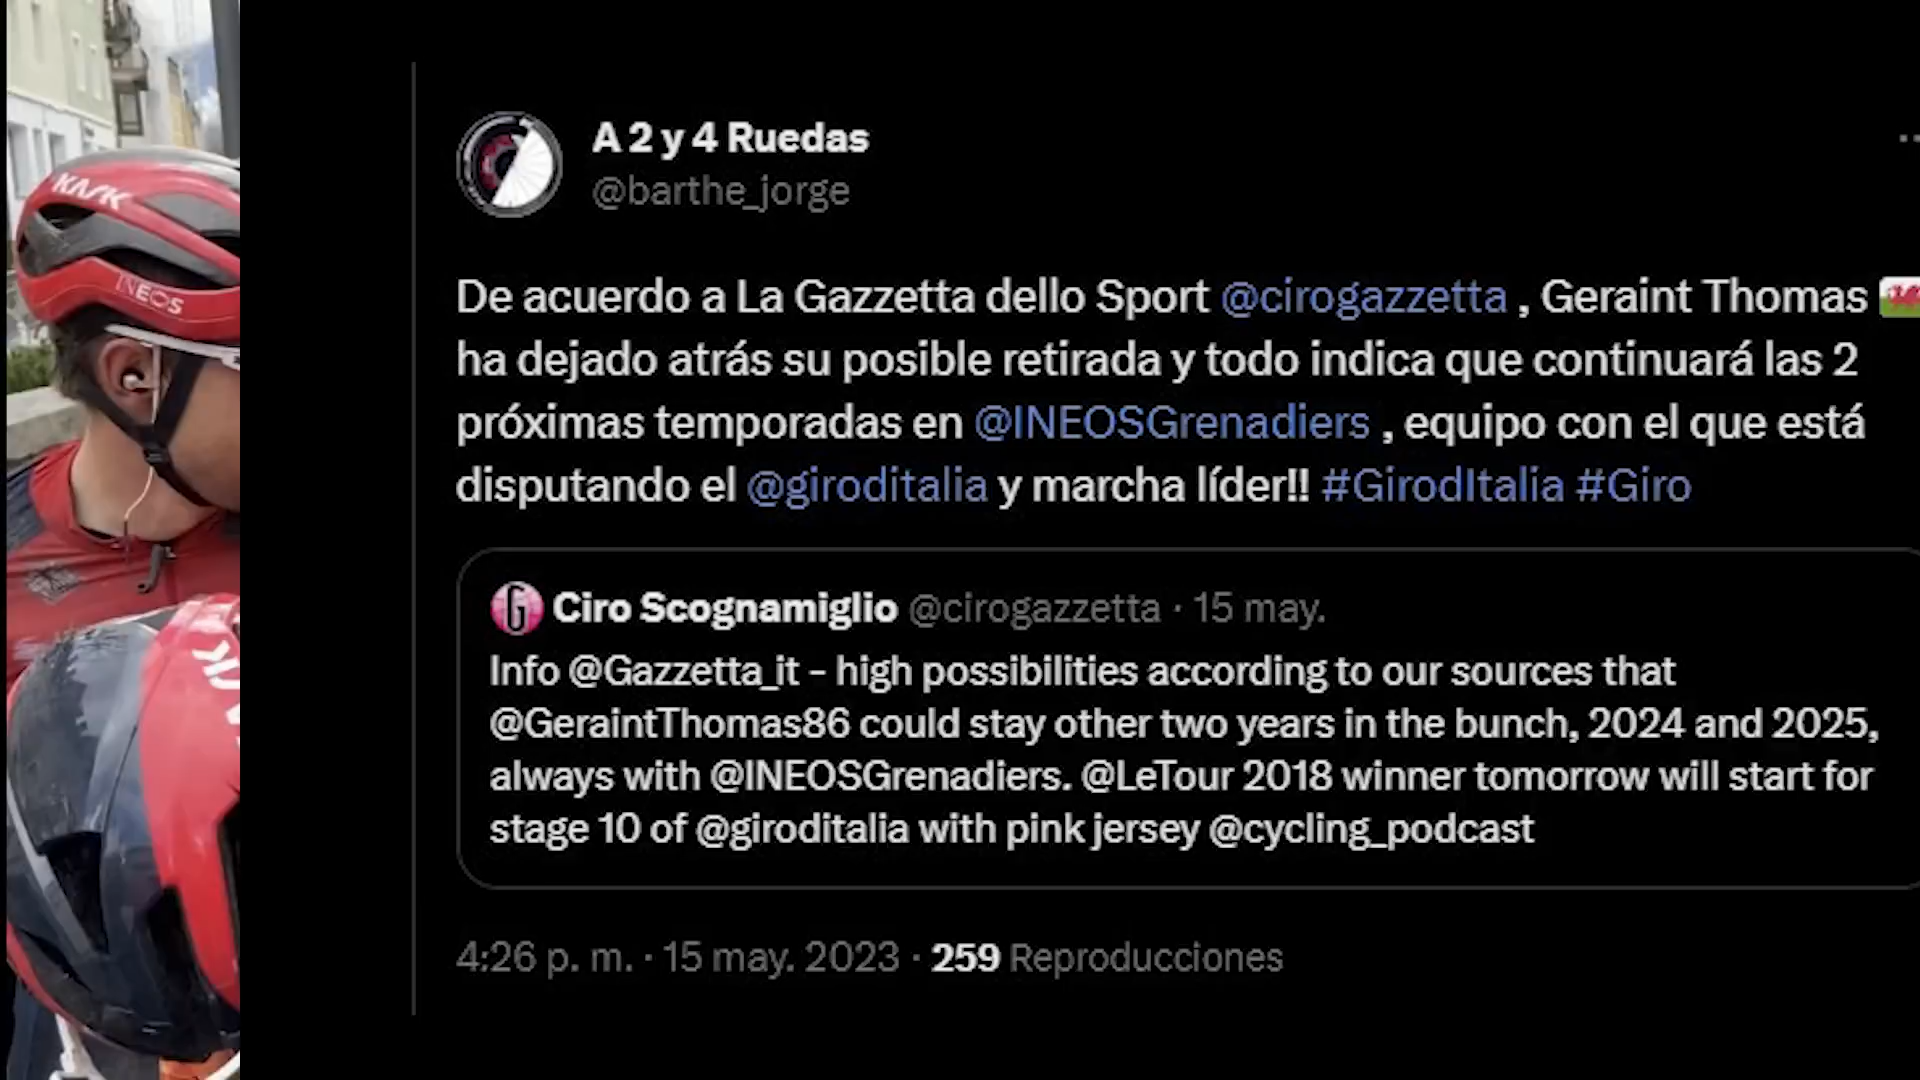 KASK
INEOS
A 2 y 4 Ruedas
@barthe_jorge
De acuerdo a La Gazzetta dello Sport @cirogazzetta , Geraint Thomas
ha dejado atrás su posible retirada y todo indica que continuará las 2
próximas temporadas en @INEOSGrenadiers , equipo con el que está
disputando el @giroditalia y marcha líder!! #GirodItalia #Giro
G
Ciro Scognamiglio @cirogazzetta · 15 may.
Info @Gazzetta_it – high possibilities according to our sources that
@GeraintThomas86 could stay other two years in the bunch, 2024 and 2025,
always with @INEOSGrenadiers. @LeTour 2018 winner tomorrow will start for
stage 10 of @giroditalia with pink jersey @cycling_podcast
4:26 p. m. · 15 may. 2023 · 259 Reproducciones